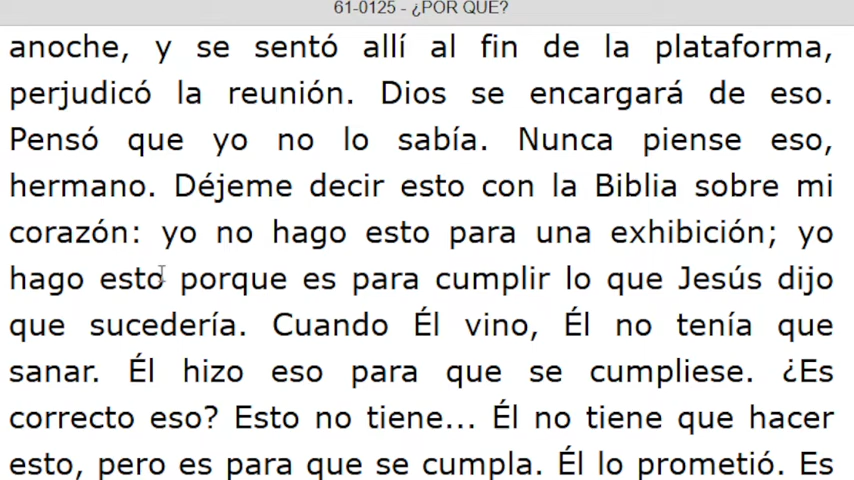 61-0125 - ¿POR QUE?
anoche, y se sentó allí al fin de la plataforma,
perjudicó la reunión. Dios se encargará de eso.
Pensó que yo no lo sabía. Nunca piense eso,
hermano. Déjeme decir esto con la Biblia sobre mi
corazón: yo no hago esto para una exhibición; yo
hago esto porque es para cumplir lo que Jesús dijo
que sucedería. Cuando Él vino, Él no tenía que
sanar. Él hizo eso para que se cumpliese. ¿Es
correcto eso? Esto no tiene... Él no tiene que hacer
esto, pero es para que se cumpla. Él lo prometió. Es